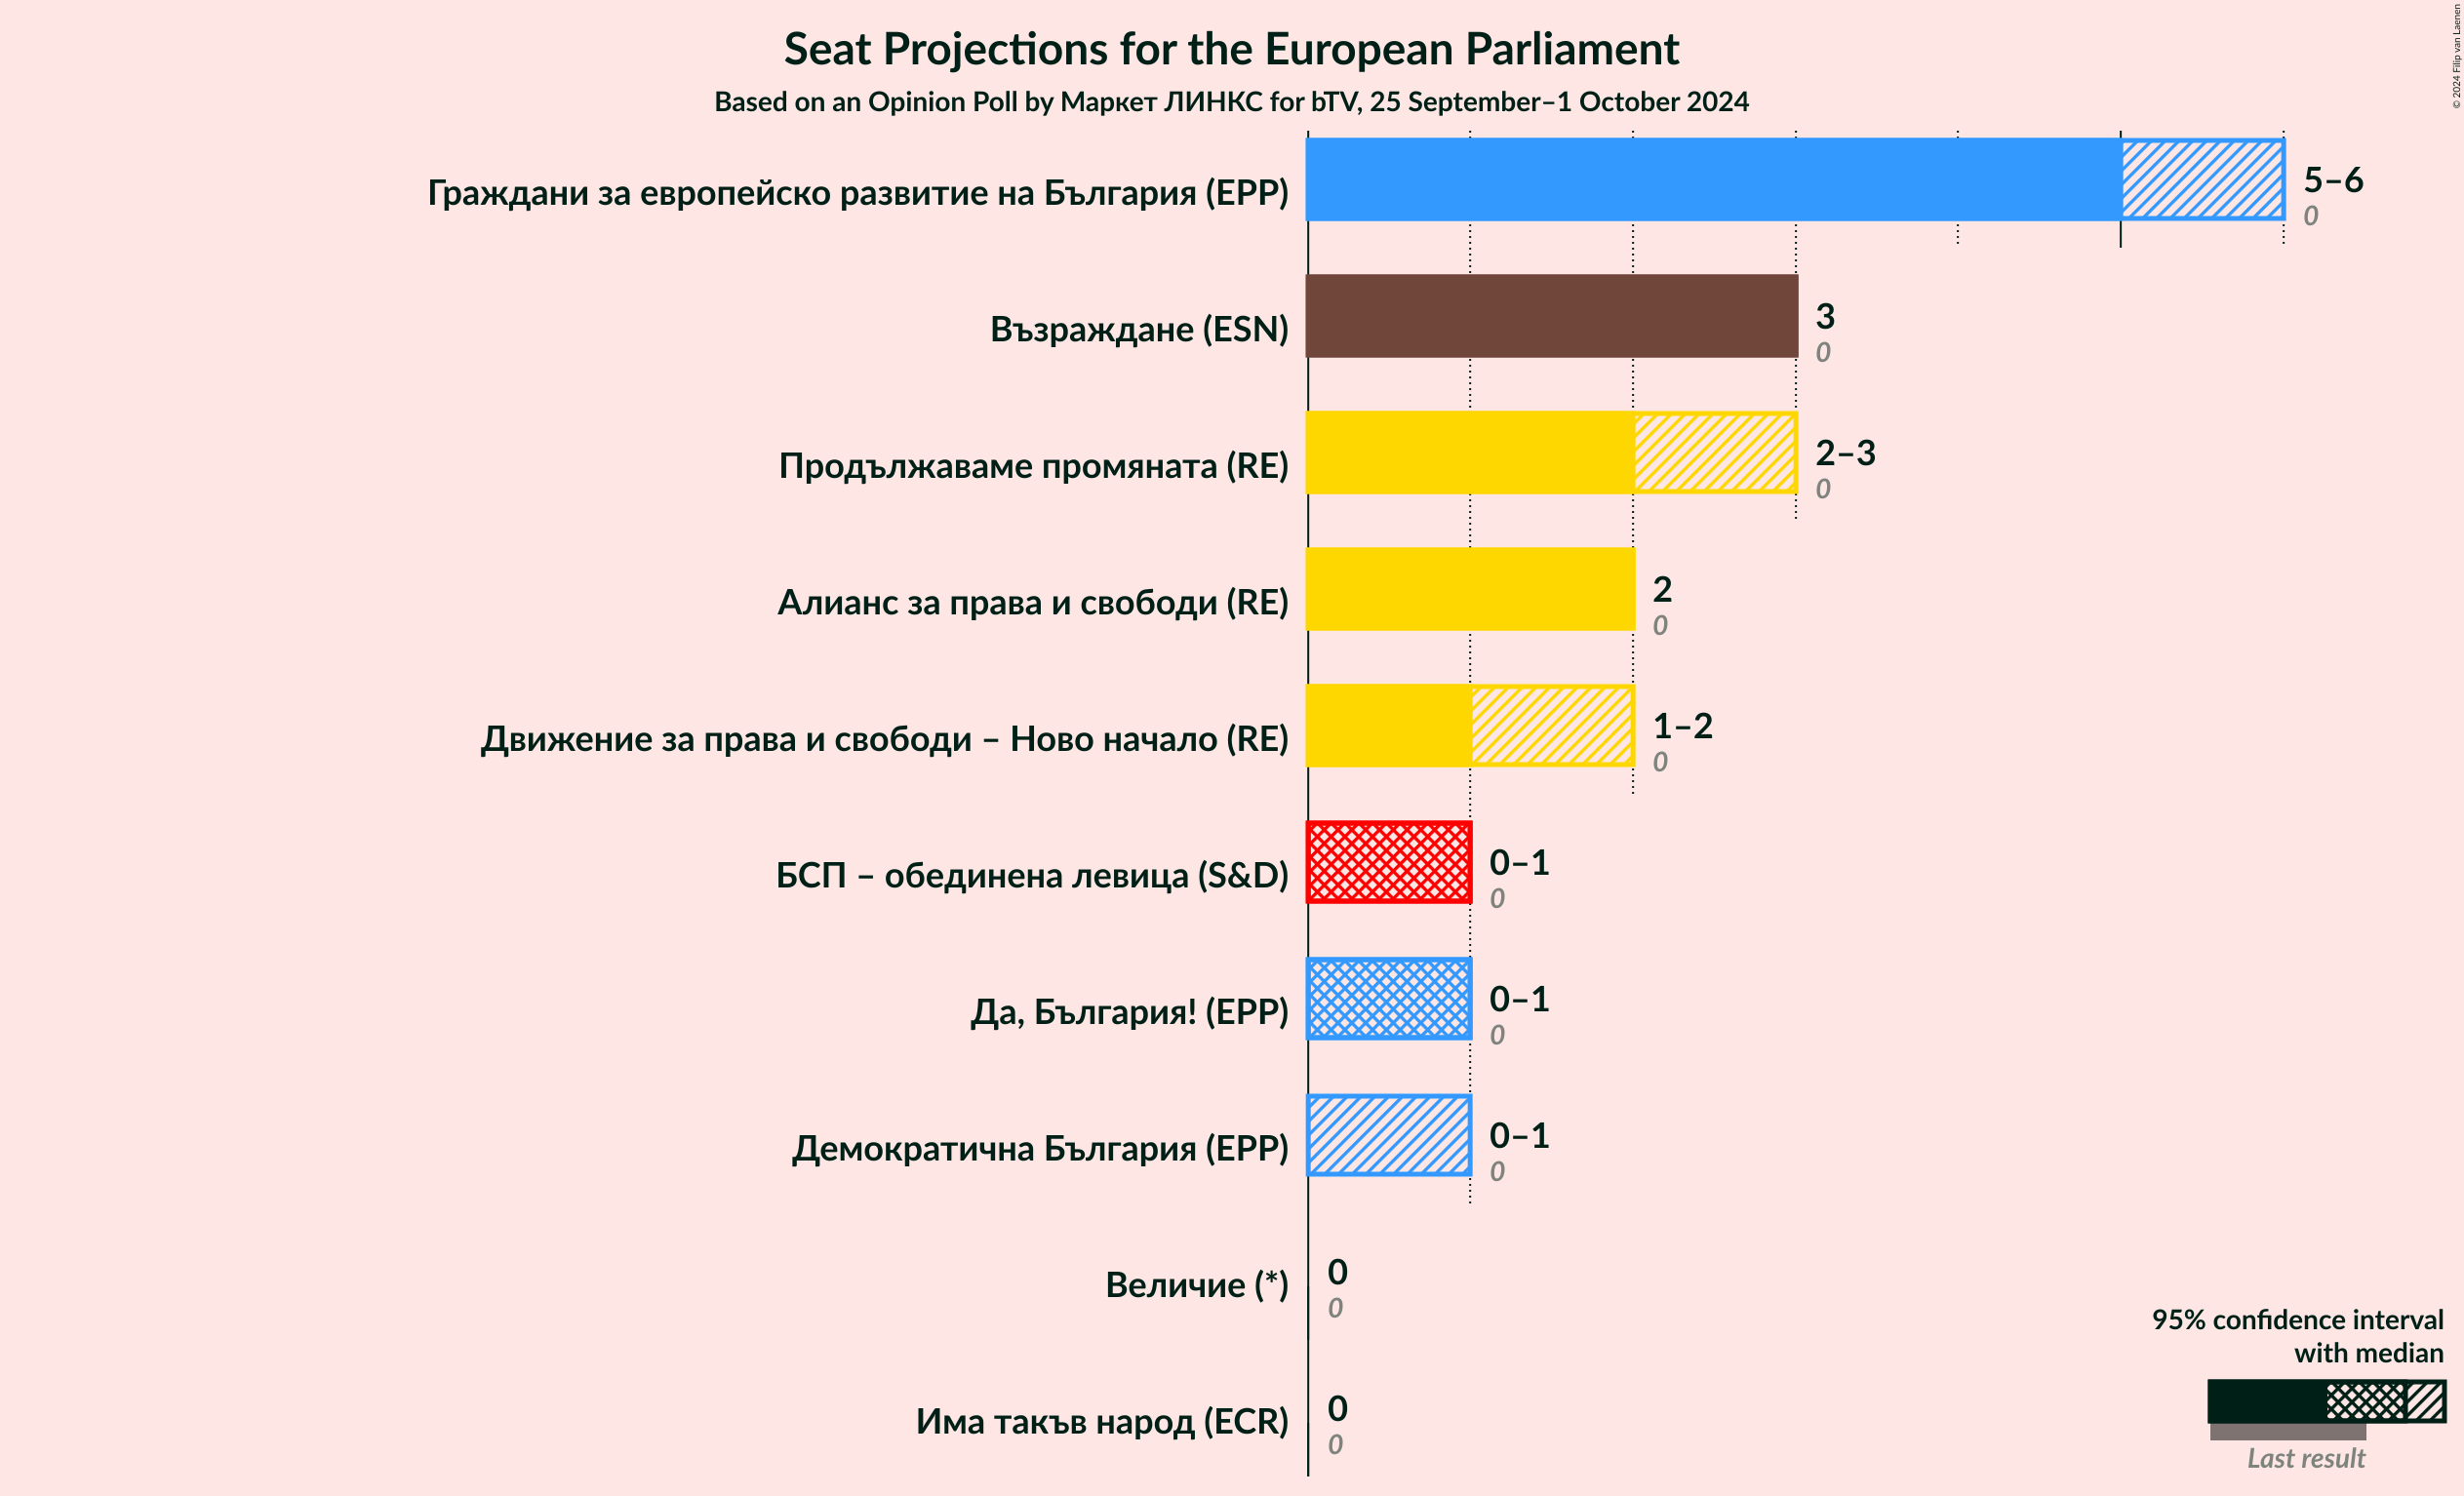 Seat Projections for the European Parliament
Based on an Opinion Poll by Маркет ЛИНКС for bTV, 25 September–1 October 2024
© 2024 Filip van Laenen
Граждани за европейско развитие на България (EPP)
5–6
0
Възраждане (ESN)
3
0
Продължаваме промяната (RE)
2–3
0
Алианс за права и свободи (RE)
2
0
Движение за права и свободи – Ново начало (RE)
1–2
0
БСП – обединена левица (S&D)
0–1
0
Да, България! (EPP)
0–1
0
Демократична България (EPP)
0–1
0
Величие (*)
0
0
Има такъв народ (ECR)
0
0
95% confidence interval
with median
Last result